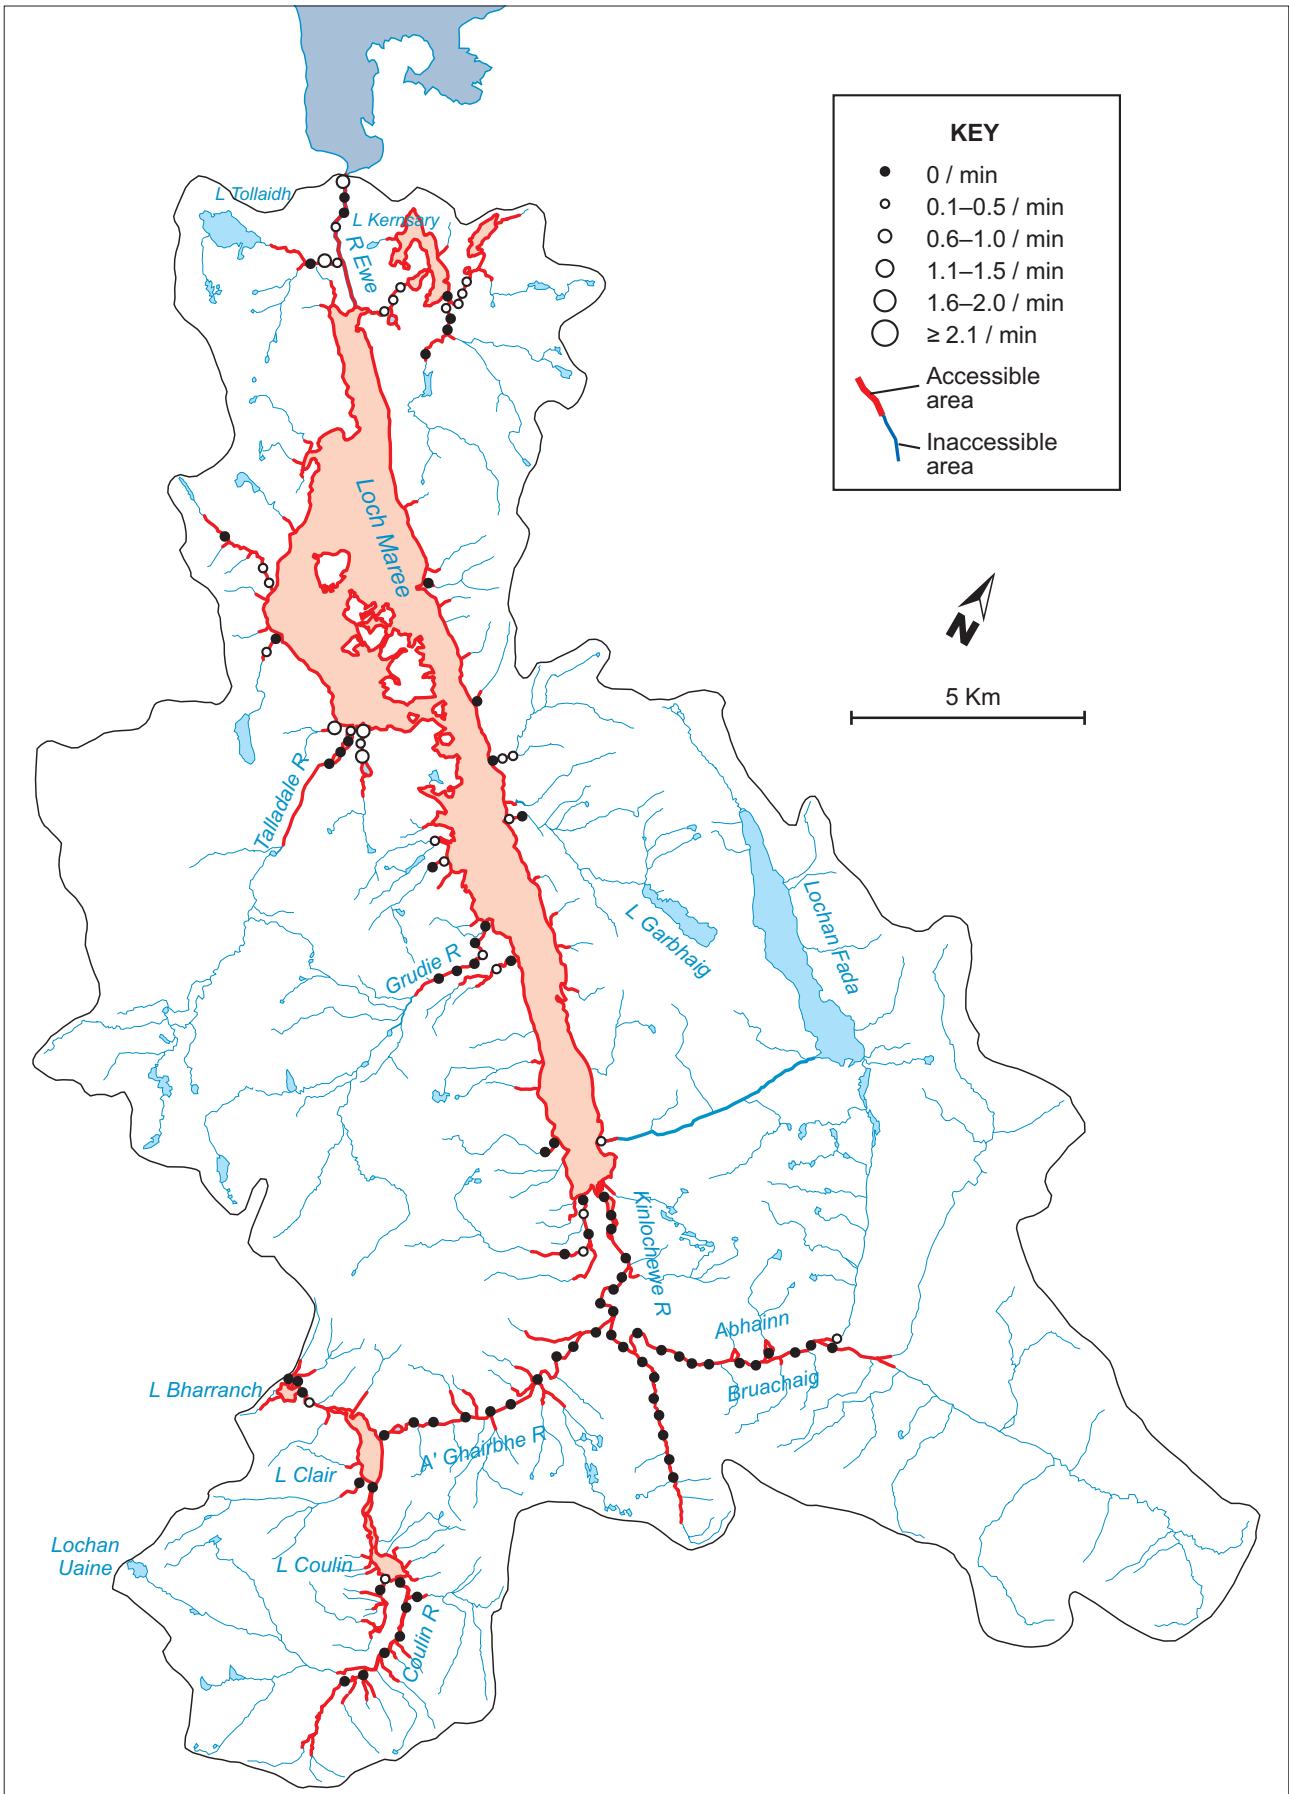 KEY
0 / min
0.1–0.5 / min
0.6–1.0 / min
1.1–1.5 / min
1.6–2.0 / min
≥ 2.1 / min
Accessible
area
Inaccessible
area
L Tollaidh
L Kernsary
R Ewe
Loch Maree
N
5 Km
Talladale R
Lochan Fada
L Garbhaig
Grudie R
Kinlochewe R
Abhainn
Bruachaig
L Bharranch
A' Ghairbhe R
L Clair
Lochan
Uaine
L Coulin
Coulin R